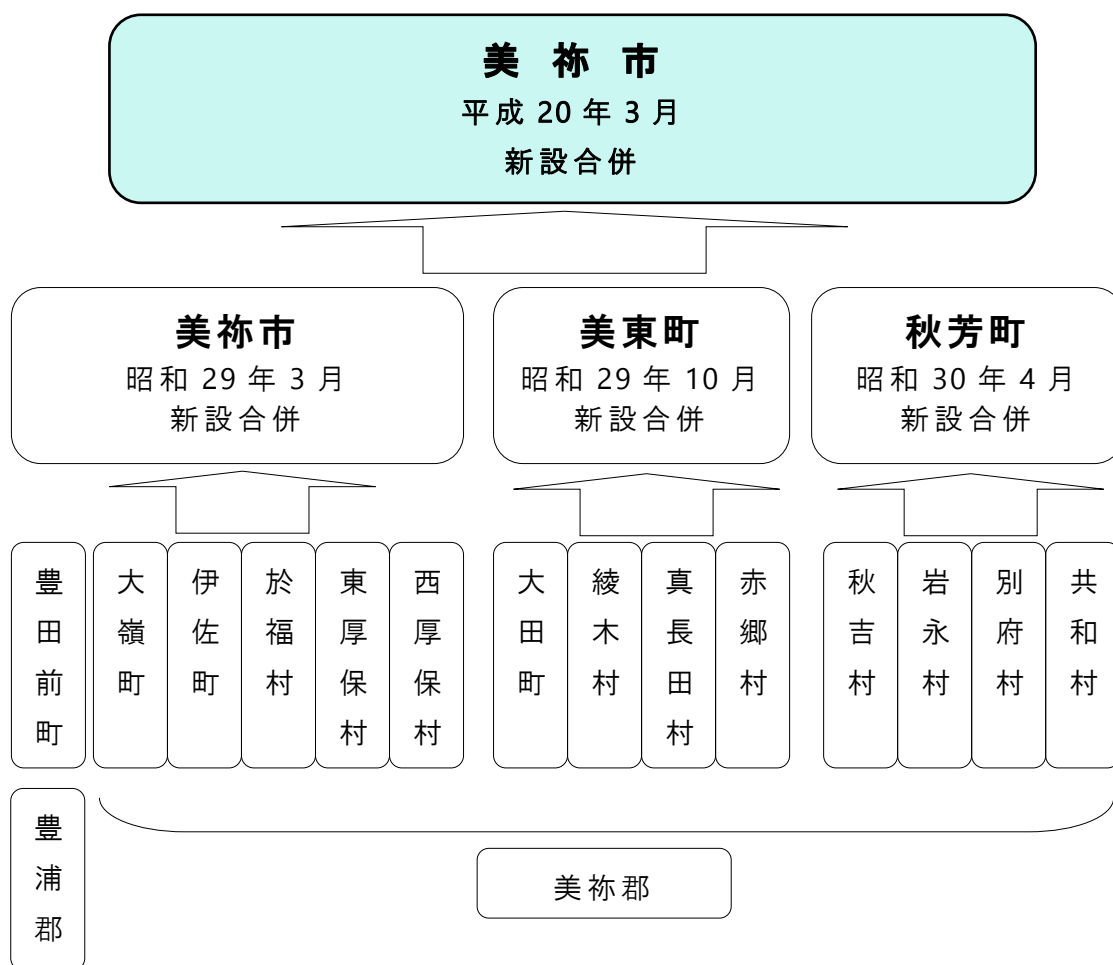 美 祢 市
平成 20 年 3 月
新設合併
美祢市
昭和 29 年 3 月
新設合併
美東町
昭和 29 年 10 月
新設合併
秋芳町
昭和 30 年 4 月
新設合併
豊田前町
大嶺町
伊佐町
於福村
東厚保村
西厚保村
大田町
綾木村
真長田村
赤郷村
秋吉村
岩永村
別府村
共和村
豊浦郡
美祢郡